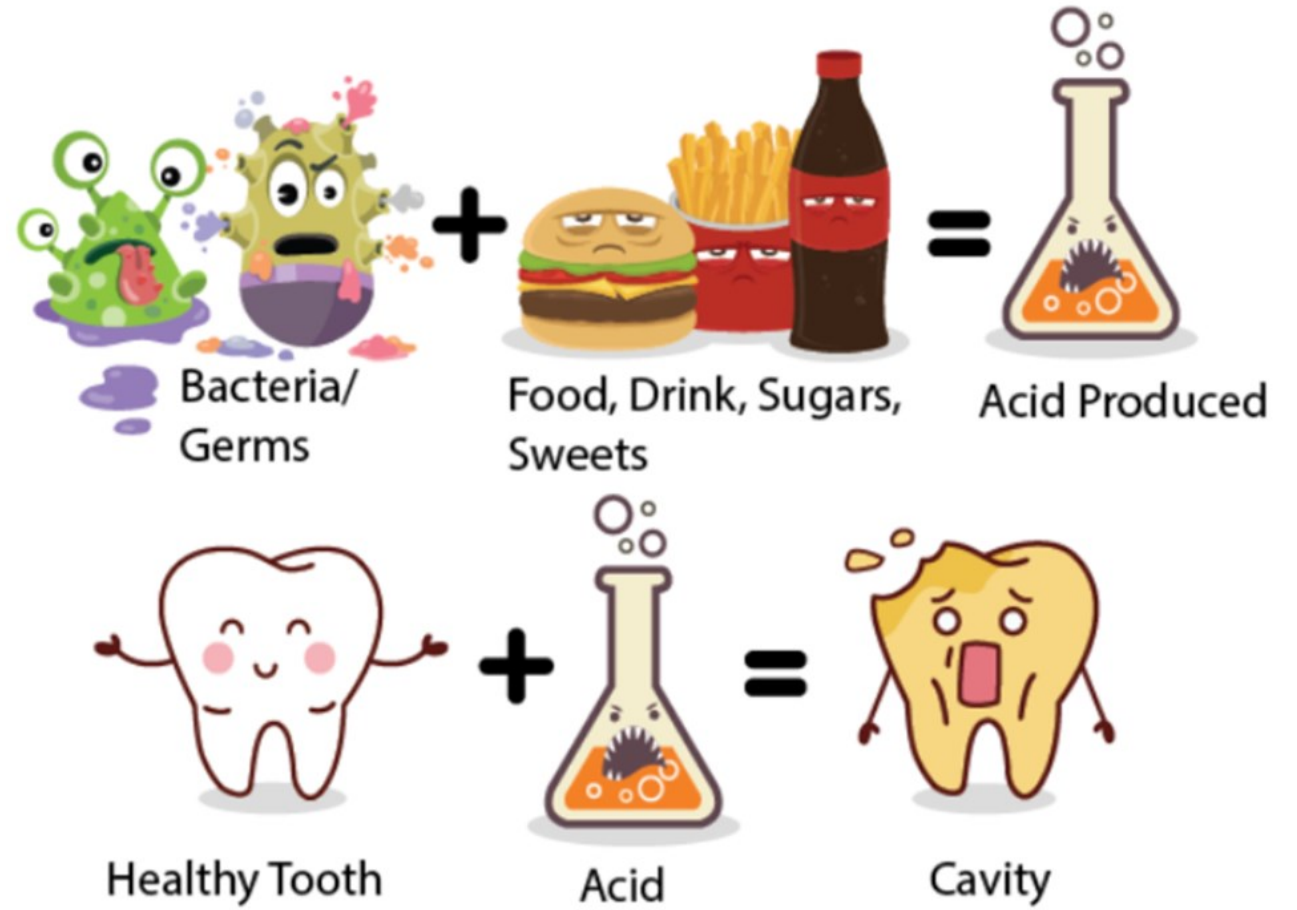 Bacteria/
Germs
Food, Drink, Sugars,
Sweets
Acid Produced
Healthy Tooth
Acid
Cavity